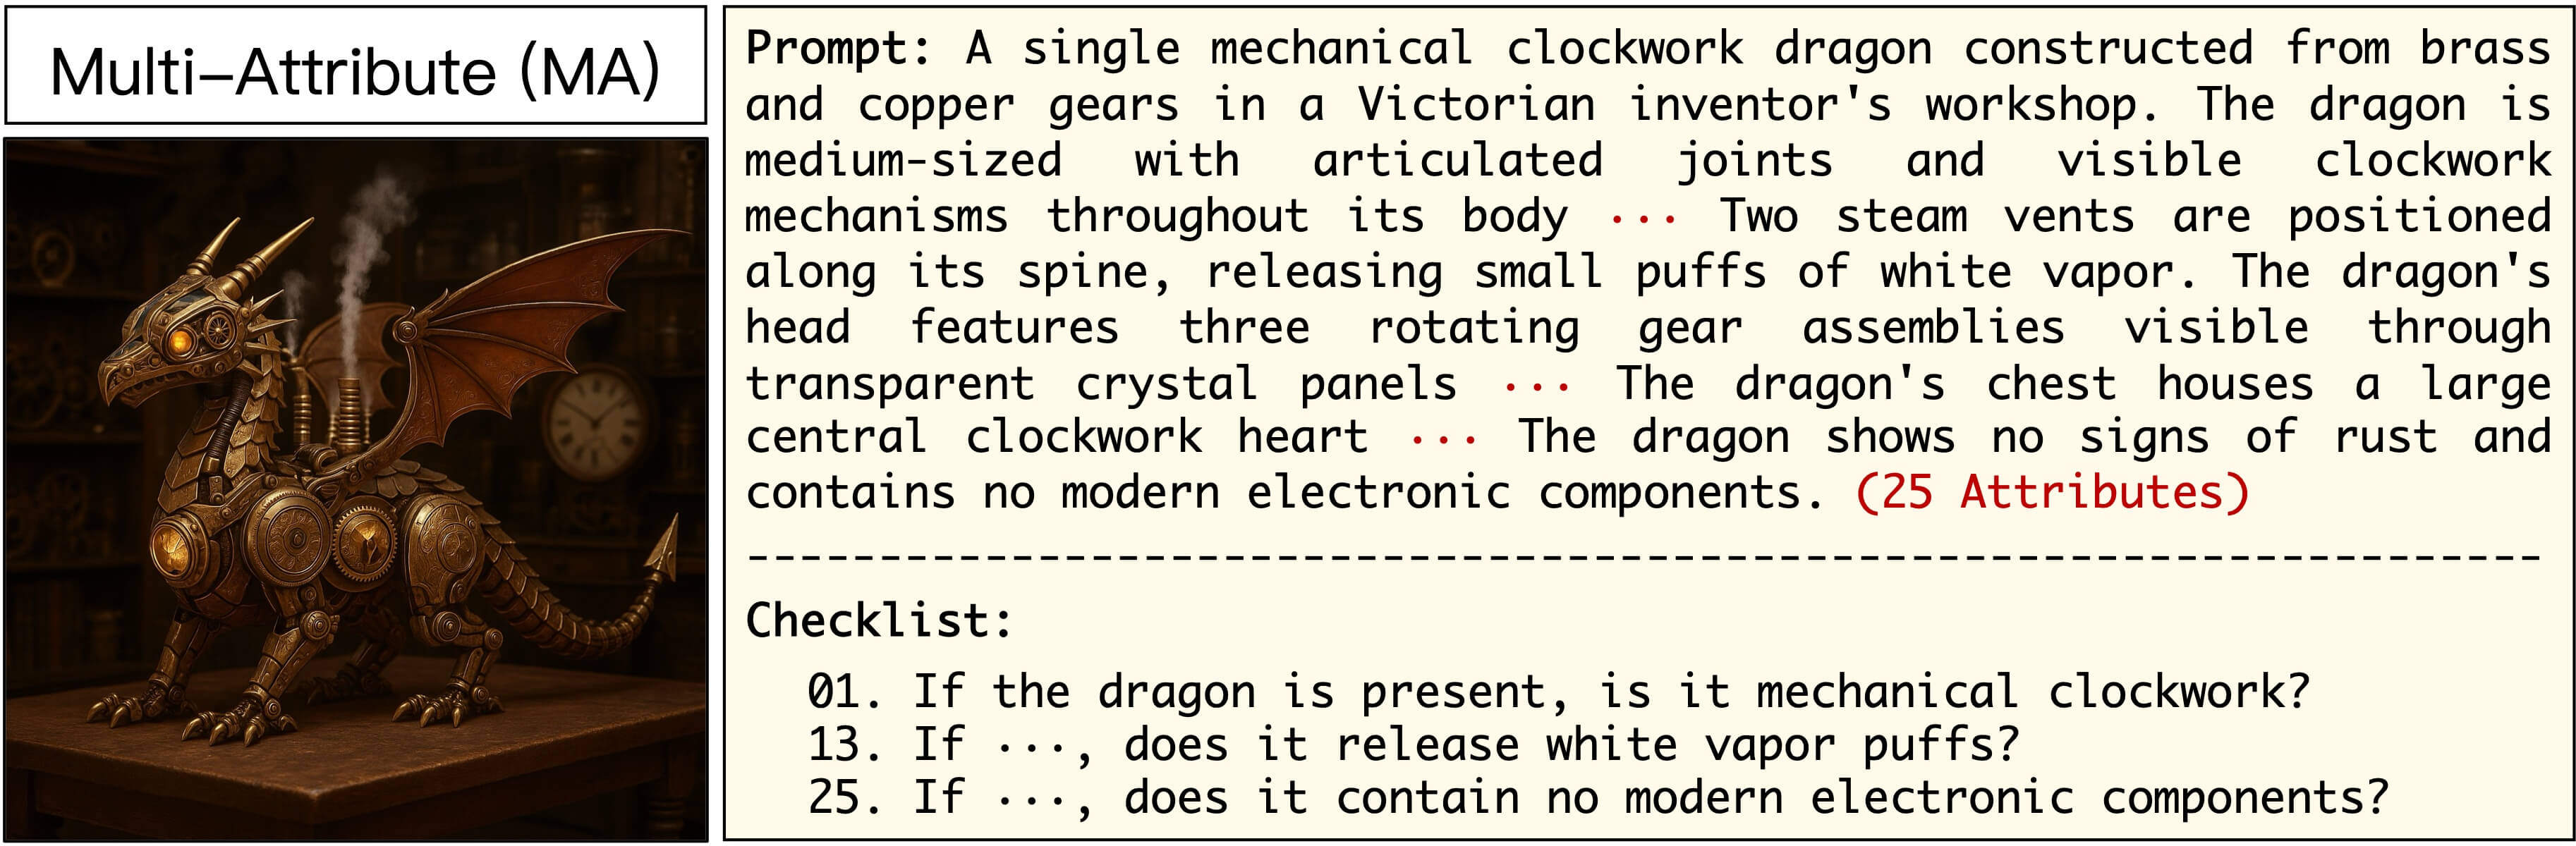 Multi–Attribute (MA)
Prompt: A single mechanical clockwork dragon constructed from brass
and copper gears in a Victorian inventor's workshop. The dragon is
medium-sized with articulated joints and visible clockwork
mechanisms throughout its body ··· Two steam vents are positioned
along its spine, releasing small puffs of white vapor. The dragon's
head features three rotating gear assemblies visible through
transparent crystal panels ··· The dragon's chest houses a large
central clockwork heart ··· The dragon shows no signs of rust and
contains no modern electronic components. (25 Attributes)
Checklist:
01. If the dragon is present, is it mechanical clockwork?
13. If ···, does it release white vapor puffs?
25. If ···, does it contain no modern electronic components?